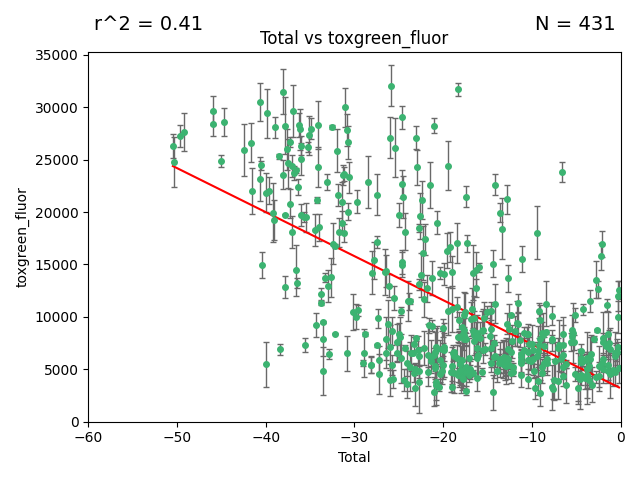 r^2 = 0.41 N = 431
Total vs toxgreen_fluor
35000
30000
25000
20000
15000
10000
5000
0
toxgreen_fluor
−60 −50 −40 −30 −20 −10 0
Total